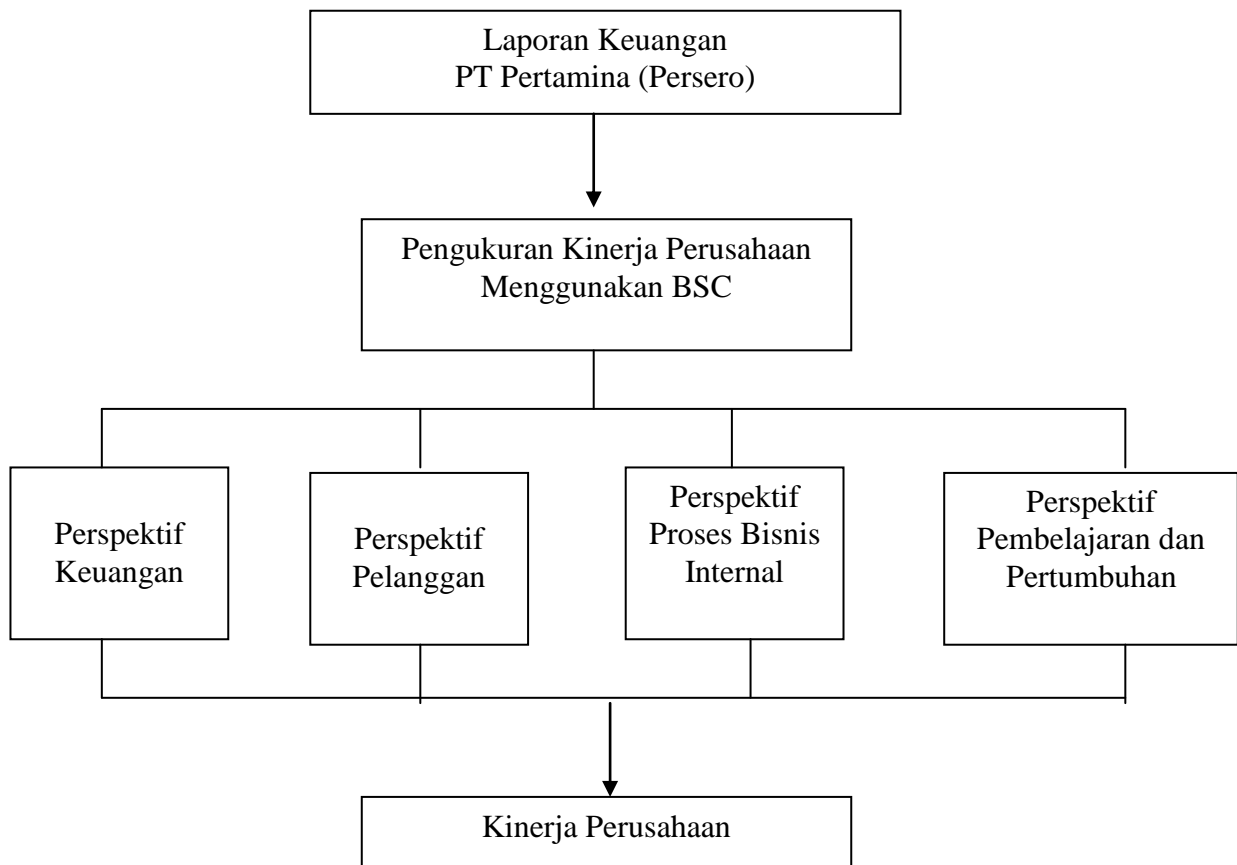 Laporan Keuangan
PT Pertamina (Persero)
Pengukuran Kinerja Perusahaan
Menggunakan BSC
Perspektif
Keuangan
Perspektif
Pelanggan
Perspektif
Proses Bisnis
Internal
Perspektif
Pembelajaran dan
Pertumbuhan
Kinerja Perusahaan